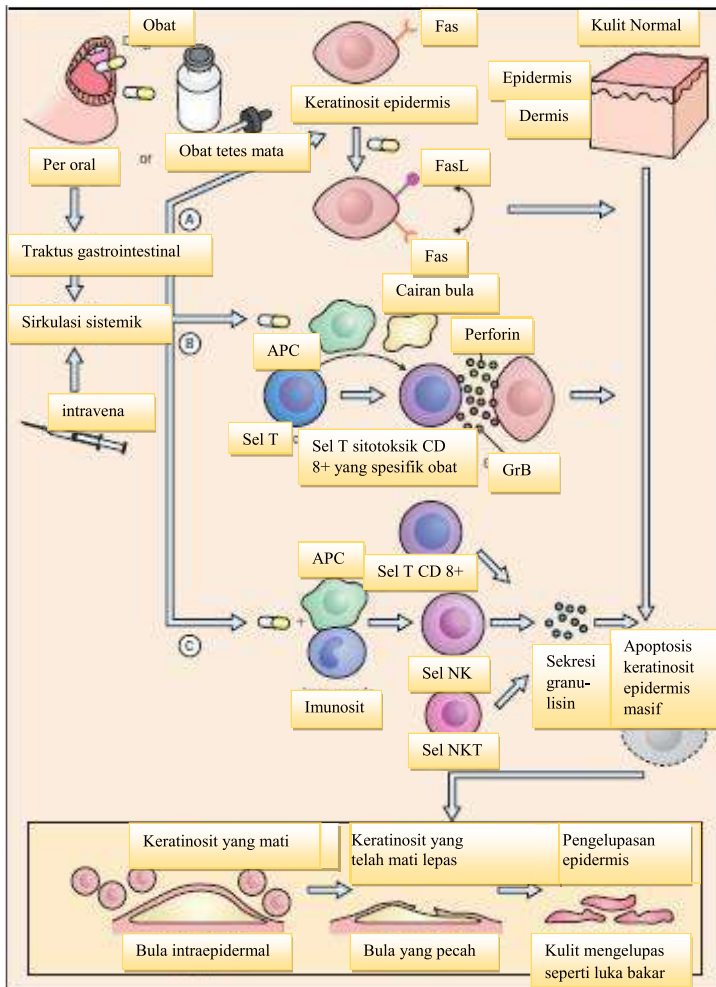 Obat
Fas
Kulit Normal
Epidermis
Keratinosit epidermis
Dermis
Obat tetes mata
or
Per oral
FasL
A
Traktus gastrointestinal
Fas
Cairan bula
Sirkulasi sistemik
Perforin
B
APC
intravena
Sel T
Sel T sitotoksik CD
8+ yang spesifik obat
GrB
APC
Sel T CD 8+
+
C
Imunosit
Sel NK
Sekresi
granu-
lisin
Apoptosis
keratinosit
epidermis
masif
Sel NKT
Keratinosit yang mati
Keratinosit yang
telah mati lepas
Pengelupasan
epidermis
Bula intraepidermal
Bula yang pecah
Kulit mengelupas
seperti luka bakar